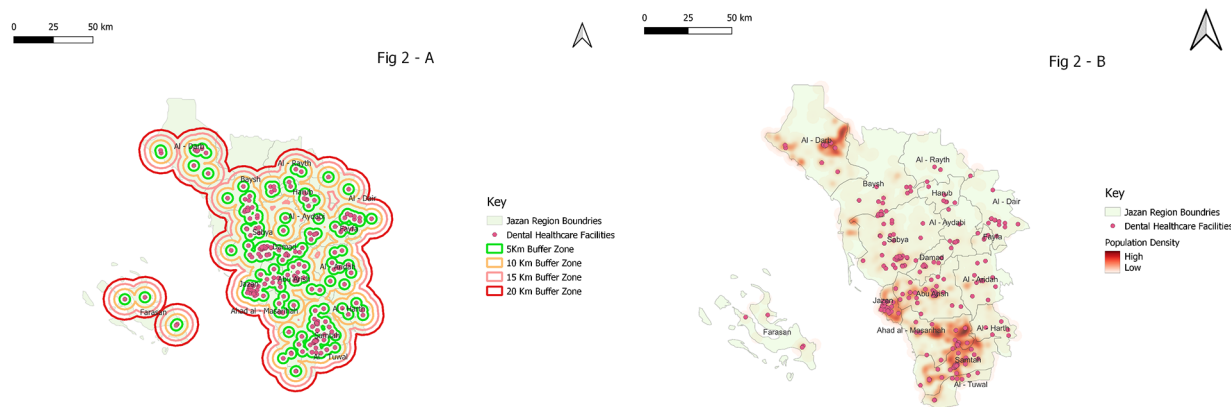 0 25 50 km
Fig 2 - A
Al - Darb
Al - Rayth
Baysh
Harub
Al - Dair
Al - Aydabi
Sabya
Fayfa
Damad
Al - Aridah
Abu Arish
Jazan
Farasan
Ahad al - Masarihah
Al - Harth
Samtah
Al - Tuwal
Key
Jazan Region Boundries
Dental Healthcare Facilities
5Km Buffer Zone
10 Km Buffer Zone
15 Km Buffer Zone
20 Km Buffer Zone
0 25 50 km
Fig 2 - B
Al - Darb
Al - Rayth
Baysh
Harub
Al - Dair
Al - Aydabi
Sabya
Fayfa
Damad
Al - Aridah
Abu Arish
Jazan
Ahad al - Masarihah
Al - Harth
Farasan
Samtah
Al - Tuwal
Key
Jazan Region Boundries
Dental Healthcare Facilities
Population Density
High
Low